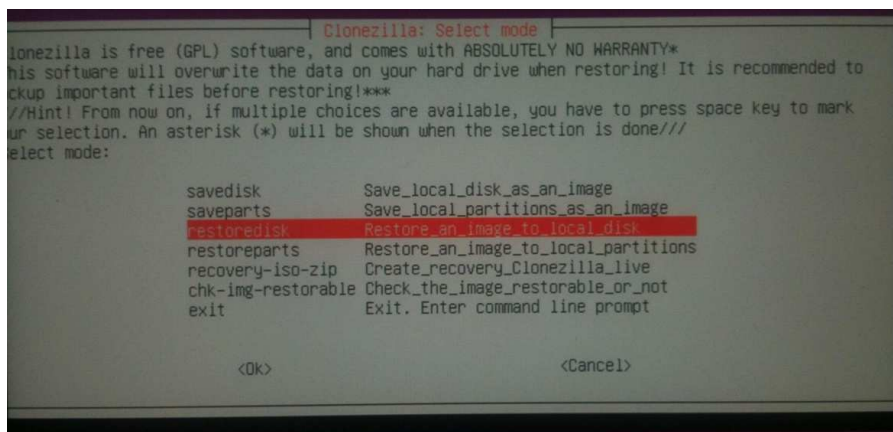 Clonezilla: Select mode
lonezilla is free (GPL) software, and comes with ABSOLUTELY NO WARRANTY*
his software will overwrite the data on your hard drive when restoring! It is recommended to
ckup important files before restoring!***
//Hint! From now on, if multiple choices are available, you have to press space key to mark
ur selection. An asterisk (*) will be shown when the selection is done///
elect mode:
savedisk Save_local_disk_as_an_image
saveparts Save_local_partitions_as_an_image
restoredisk Restore_an_image_to_local_disk
restoreparts Restore_an_image_to_local_partitions
recovery-iso-zip Create_recovery_Clonezilla_live
chk-img-restorable Check_the_image_restorable_or_not
exit Exit. Enter command line prompt
<Ok> <Cancel>